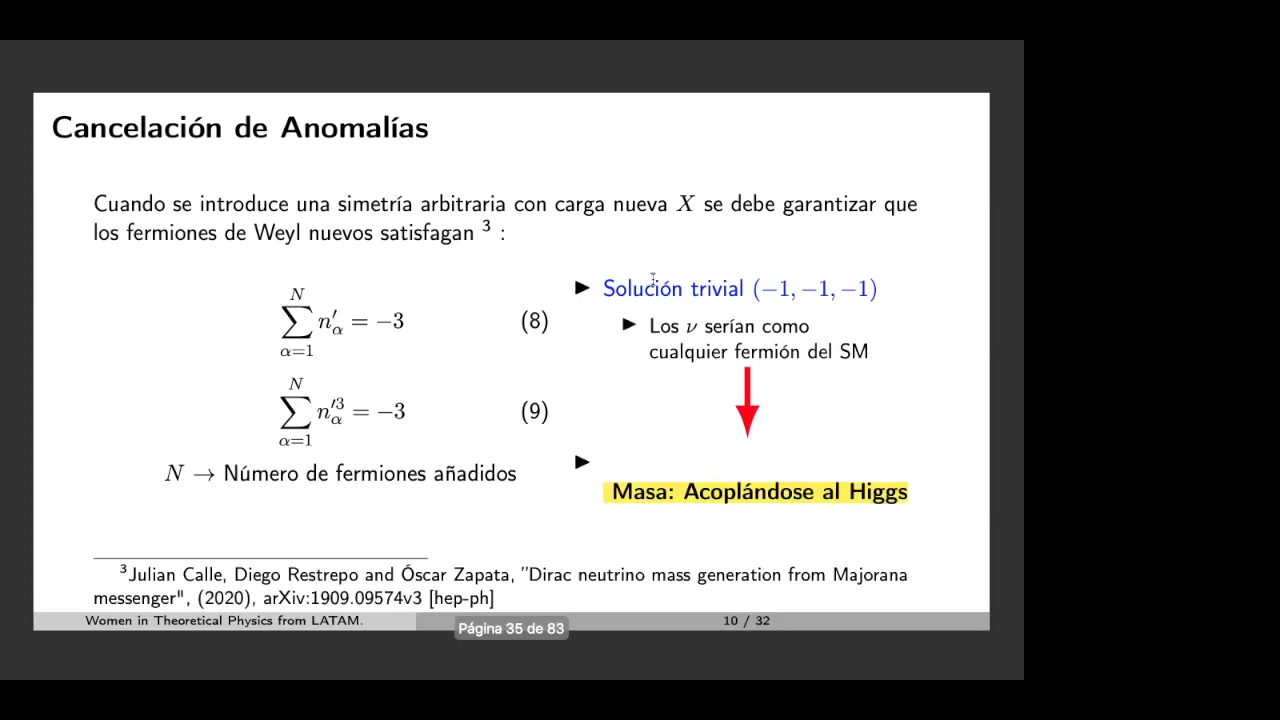 Cancelación de Anomalías
Cuando se introduce una simetría arbitraria con carga nueva X se debe garantizar que
los fermiones de Weyl nuevos satisfagan ³ :
N
∑ n′α = −3 (8)
α=1
N
∑ n′³α = −3 (9)
α=1
N → Número de fermiones añadidos
▶ Solución trivial (−1, −1, −1)
▶ Los ν serían como
cualquier fermión del SM
▶
Masa: Acoplándose al Higgs
³Julian Calle, Diego Restrepo and Óscar Zapata, ”Dirac neutrino mass generation from Majorana
messenger", (2020), arXiv:1909.09574v3 [hep-ph]
Women in Theoretical Physics from LATAM.
Página 35 de 83
10 / 32